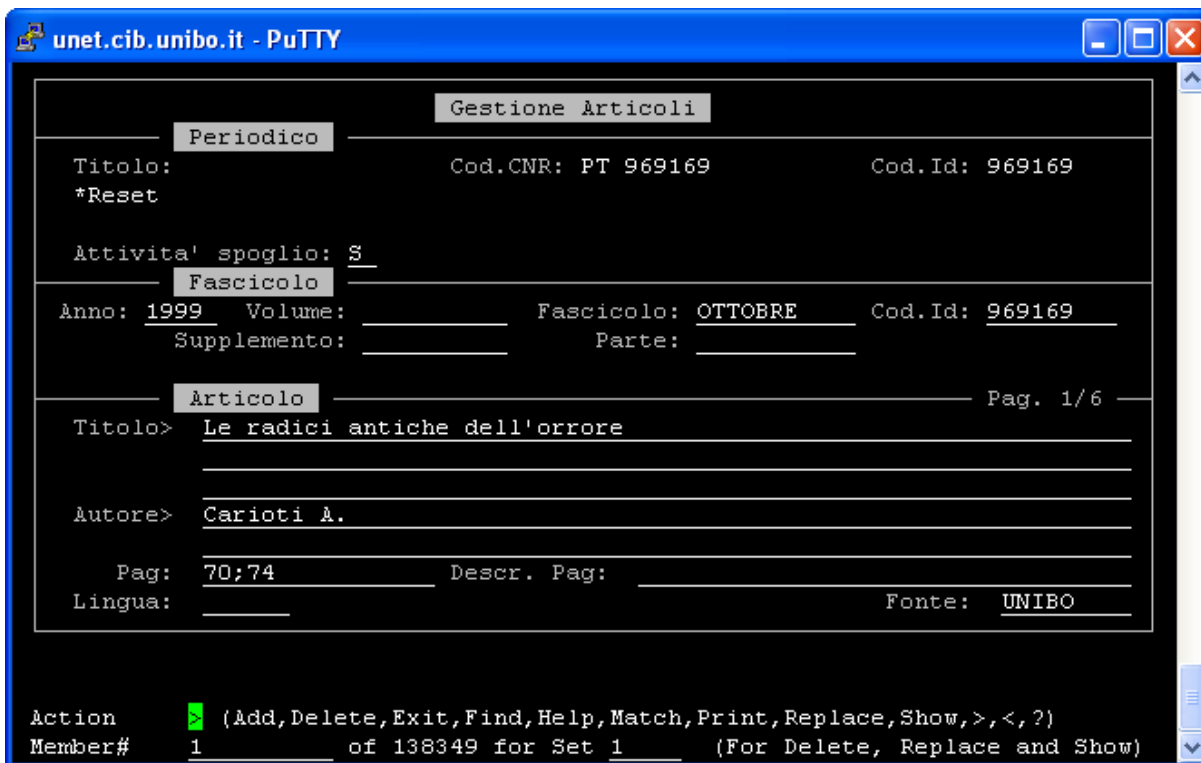 unet.cib.unibo.it - PuTTY
Gestione Articoli
Periodico
Titolo: Cod.CNR: PT 969169 Cod.Id: 969169
*Reset
Attivita' spoglio: S
Fascicolo
Anno: 1999 Volume: Fascicolo: OTTOBRE Cod.Id: 969169
Supplemento: Parte:
Articolo Pag. 1/6
Titolo> Le radici antiche dell'orrore
Autore> Carioti A.
Pag: 70;74 Descr. Pag:
Lingua: Fonte: UNIBO
Action > (Add,Delete,Exit,Find,Help,Match,Print,Replace,Show,>,<,?)
Member# 1 of 138349 for Set 1 (For Delete, Replace and Show)